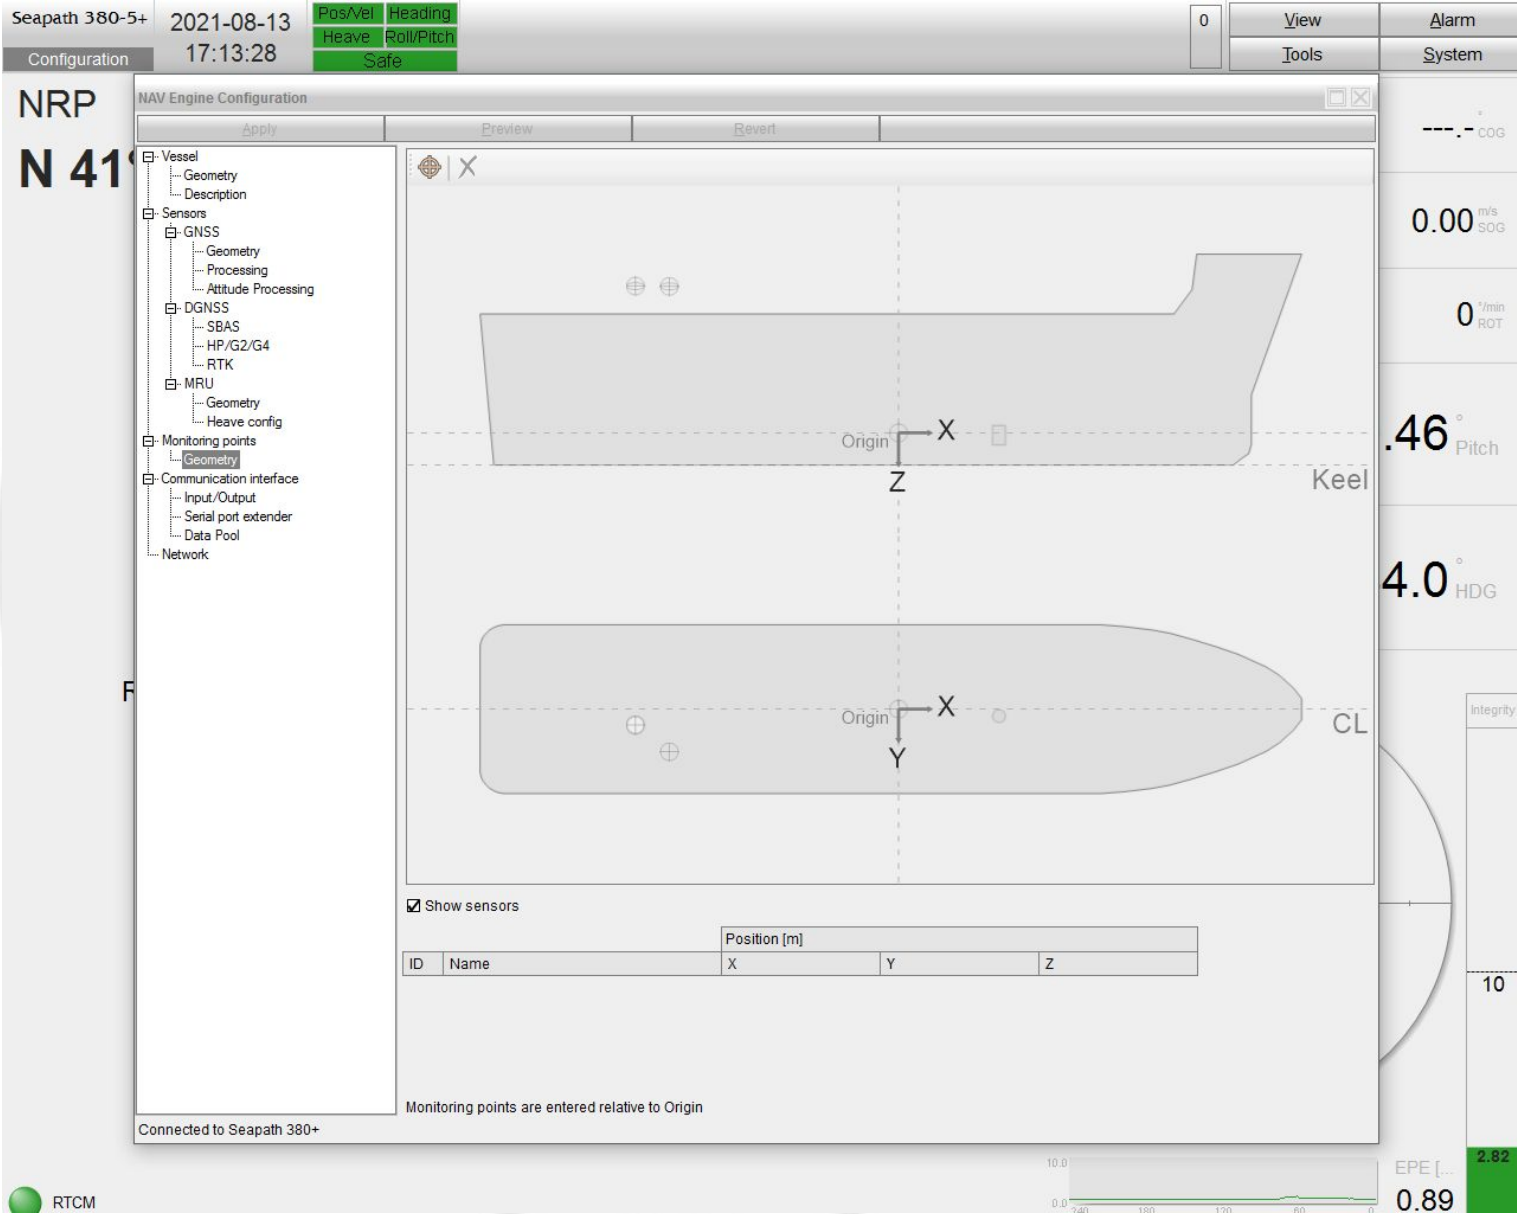 Seapath 380-5+
2021-08-13
17:13:28
Configuration
Pos/Vel Heading
Heave Roll/Pitch
Safe
0
View
Alarm
Tools
System
NRP
N 41°
NAV Engine Configuration
Apply
Preview
Revert
Vessel
Geometry
Description
Sensors
GNSS
Geometry
Processing
Attitude Processing
DGNSS
SBAS
HP/G2/G4
RTK
MRU
Geometry
Heave config
Monitoring points
Geometry
Communication interface
Input/Output
Serial port extender
Data Pool
Network
Origin
X
Z
Keel
Origin
X
Y
CL
Show sensors
Position [m]
ID Name X Y Z
Monitoring points are entered relative to Origin
Connected to Seapath 380+
---.- ° COG
0.00 m/s SOG
0 °/min ROT
.46 ° Pitch
4.0 ° HDG
Integrity
10
2.82
EPE [...
0.89
10.0
0.0
240 180 120 60 0
RTCM